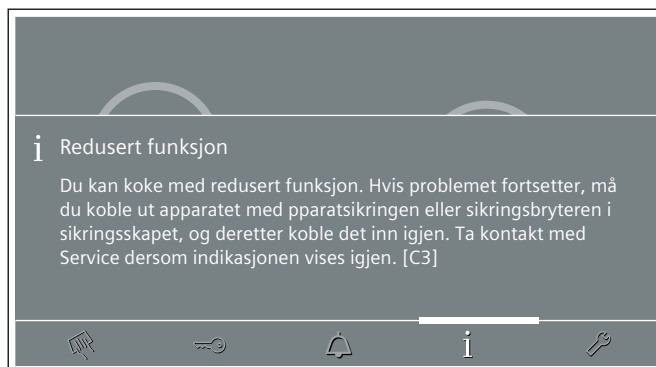 i Redusert funksjon
Du kan koke med redusert funksjon. Hvis problemet fortsetter, må
du koble ut apparatet med pparatsikringen eller sikringsbryteren i
sikringsskapet, og deretter koble det inn igjen. Ta kontakt med
Service dersom indikasjonen vises igjen. [C3]
i